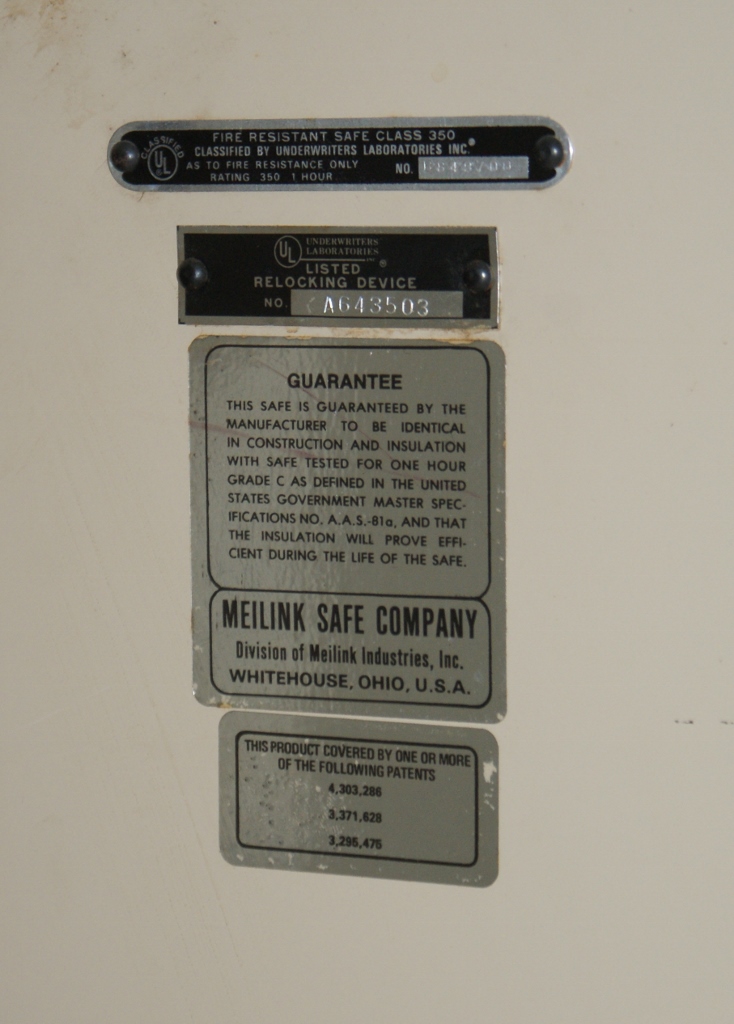 FIRE RESISTANT SAFE CLASS 350
CLASSIFIED BY UNDERWRITERS LABORATORIES INC.®
AS TO FIRE RESISTANCE ONLY
RATING 350 1 HOUR
NO.
CLASSIFIED
UL
UL
UNDERWRITERS
LABORATORIES
INC ®
LISTED
RELOCKING DEVICE
NO. A643503
GUARANTEE
THIS SAFE IS GUARANTEED BY THE
MANUFACTURER TO BE IDENTICAL
IN CONSTRUCTION AND INSULATION
WITH SAFE TESTED FOR ONE HOUR
GRADE C AS DEFINED IN THE UNITED
STATES GOVERNMENT MASTER SPEC-
IFICATIONS NO. A.A.S.-81a, AND THAT
THE INSULATION WILL PROVE EFFI-
CIENT DURING THE LIFE OF THE SAFE.
MEILINK SAFE COMPANY
Division of Meilink Industries, Inc.
WHITEHOUSE, OHIO, U.S.A.
THIS PRODUCT COVERED BY ONE OR MORE
OF THE FOLLOWING PATENTS
4,303,286
3,371,628
3,295,475